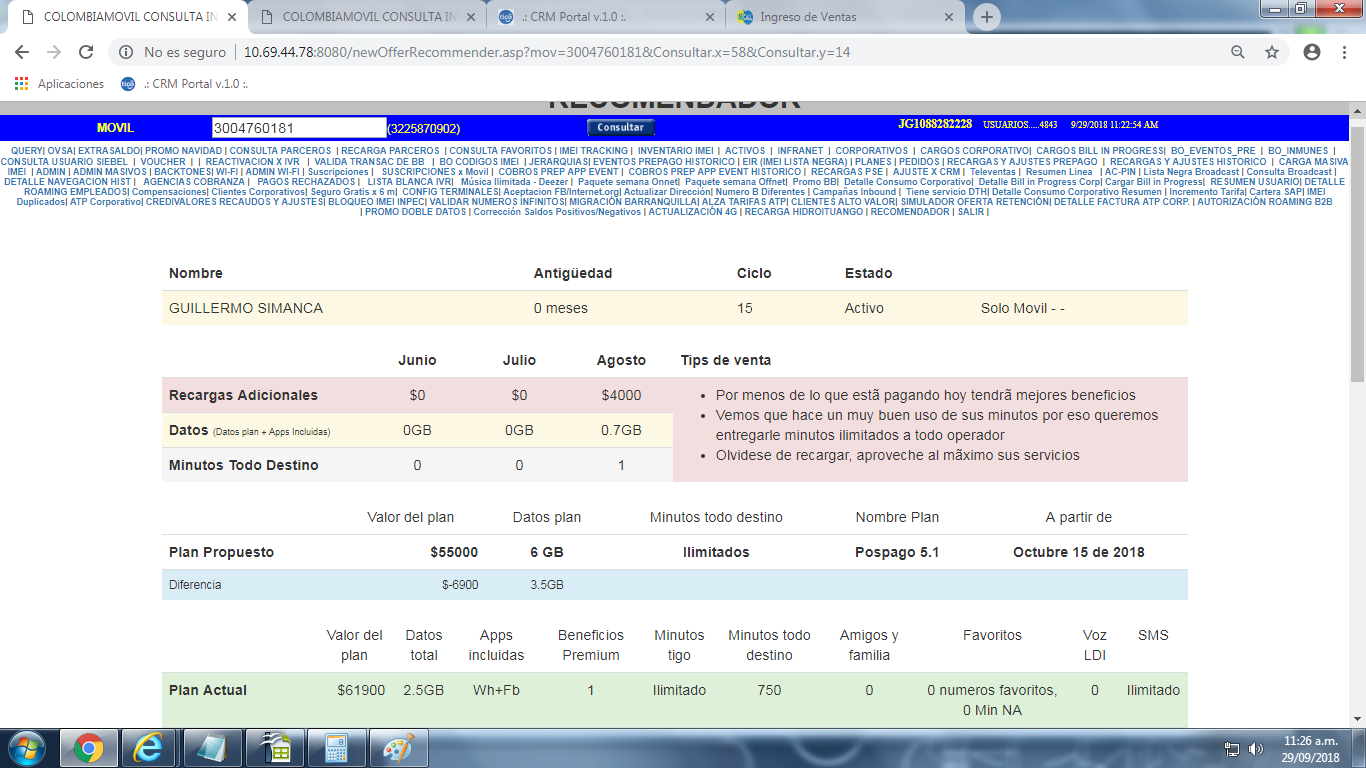 COLOMBIAMOVIL CONSULTA IN
COLOMBIAMOVIL CONSULTA IN
.: CRM Portal v.1.0 :.
Ingreso de Ventas
No es seguro | 10.69.44.78:8080/newOfferRecommender.asp?mov=3004760181&Consultar.x=58&Consultar.y=14
Aplicaciones
.: CRM Portal v.1.0 :.
RECOMENDADOR
MOVIL 3004760181 (3225870902) Consultar JG1088282228 USUARIOS.....4843 9/29/2018 11:22:54 AM
QUERY| OVSA| EXTRASALDO| PROMO NAVIDAD | CONSULTA PARCEROS | RECARGA PARCEROS | CONSULTA FAVORITOS | IMEI TRACKING | INVENTARIO IMEI | ACTIVOS | INFRANET | CORPORATIVOS | CARGOS CORPORATIVO| CARGOS BILL IN PROGRESS| BO_EVENTOS_PRE | BO_INMUNES |
CONSULTA USUARIO SIEBEL | VOUCHER | | REACTIVACION X IVR | VALIDA TRANSAC DE BB | BO CODIGOS IMEI | JERARQUIAS| EVENTOS PREPAGO HISTORICO | EIR (IMEI LISTA NEGRA) | PLANES | PEDIDOS | RECARGAS Y AJUSTES PREPAGO | RECARGAS Y AJUSTES HISTORICO | CARGA MASIVA
IMEI | ADMIN | ADMIN MASIVOS | BACKTONES| WI-FI | ADMIN WI-FI | Suscripciones | SUSCRIPCIONES x Movil | COBROS PREP APP EVENT | COBROS PREP APP EVENT HISTORICO | RECARGAS PSE | AJUSTE X CRM | Televentas | Resumen Linea | AC-PIN | Lista Negra Broadcast | Consulta Broadcast |
DETALLE NAVEGACION HIST | AGENCIAS COBRANZA | PAGOS RECHAZADOS | LISTA BLANCA IVR| Música Ilimitada - Deezer | Paquete semana Onnet| Paquete semana Offnet| Promo BB| Detalle Consumo Corporativo| Detalle Bill in Progress Corp| Cargar Bill in Progress| RESUMEN USUARIO| DETALLE
ROAMING EMPLEADOS| Compensaciones| Clientes Corporativos| Seguro Gratis x 6 m| CONFIG TERMINALES| Aceptacion FB/Internet.org| Actualizar Dirección| Numero B Diferentes | Campañas Inbound | Tiene servicio DTH| Detalle Consumo Corporativo Resumen | Incremento Tarifa| Cartera SAP| IMEI
Duplicados| ATP Corporativo| CREDIVALORES RECAUDOS Y AJUSTES| BLOQUEO IMEI INPEC| VALIDAR NUMEROS INFINITOS| MIGRACIÓN BARRANQUILLA| ALZA TARIFAS ATP| CLIENTES ALTO VALOR| SIMULADOR OFERTA RETENCIÓN| DETALLE FACTURA ATP CORP. | AUTORIZACIÓN ROAMING B2B
| PROMO DOBLE DATOS | Corrección Saldos Positivos/Negativos | ACTUALIZACIÓN 4G | RECARGA HIDROITUANGO | RECOMENDADOR | SALIR |
Nombre Antigüedad Ciclo Estado
GUILLERMO SIMANCA 0 meses 15 Activo Solo Movil - -
Junio Julio Agosto Tips de venta
Recargas Adicionales $0 $0 $4000
Datos (Datos plan + Apps Incluidas) 0GB 0GB 0.7GB
Minutos Todo Destino 0 0 1
• Por menos de lo que estã pagando hoy tendrã mejores beneficios
• Vemos que hace un muy buen uso de sus minutos por eso queremos
entregarle minutos ilimitados a todo operador
• Olvidese de recargar, aproveche al mãximo sus servicios
Valor del plan Datos plan Minutos todo destino Nombre Plan A partir de
Plan Propuesto $55000 6 GB Ilimitados Pospago 5.1 Octubre 15 de 2018
Diferencia $-6900 3.5GB
Valor del plan Datos total Apps incluidas Beneficios Premium Minutos tigo Minutos todo destino Amigos y familia Favoritos Voz LDI SMS
Plan Actual $61900 2.5GB Wh+Fb 1 Ilimitado 750 0 0 numeros favoritos, 0 Min NA 0 Ilimitado
11:26 a.m.
29/09/2018